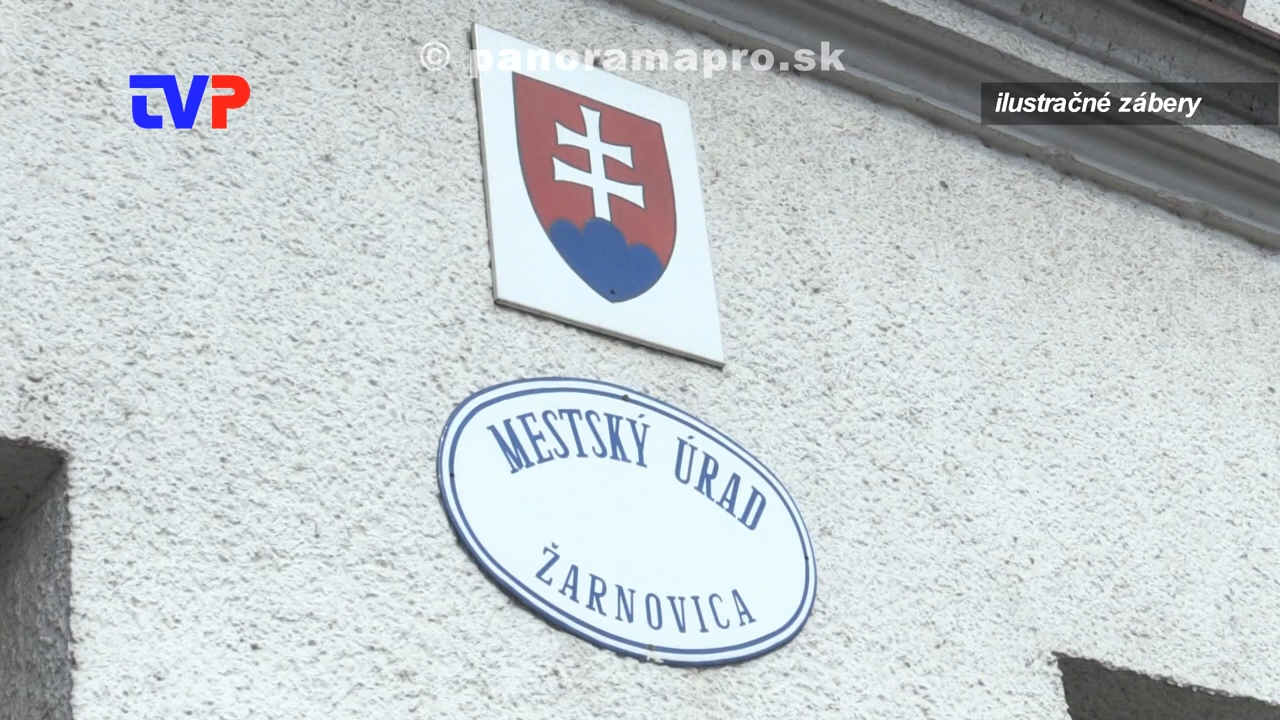 © panoramapro.sk
TVP
ilustračné zábery
MESTSKÝ ÚRAD
ŽARNOVICA